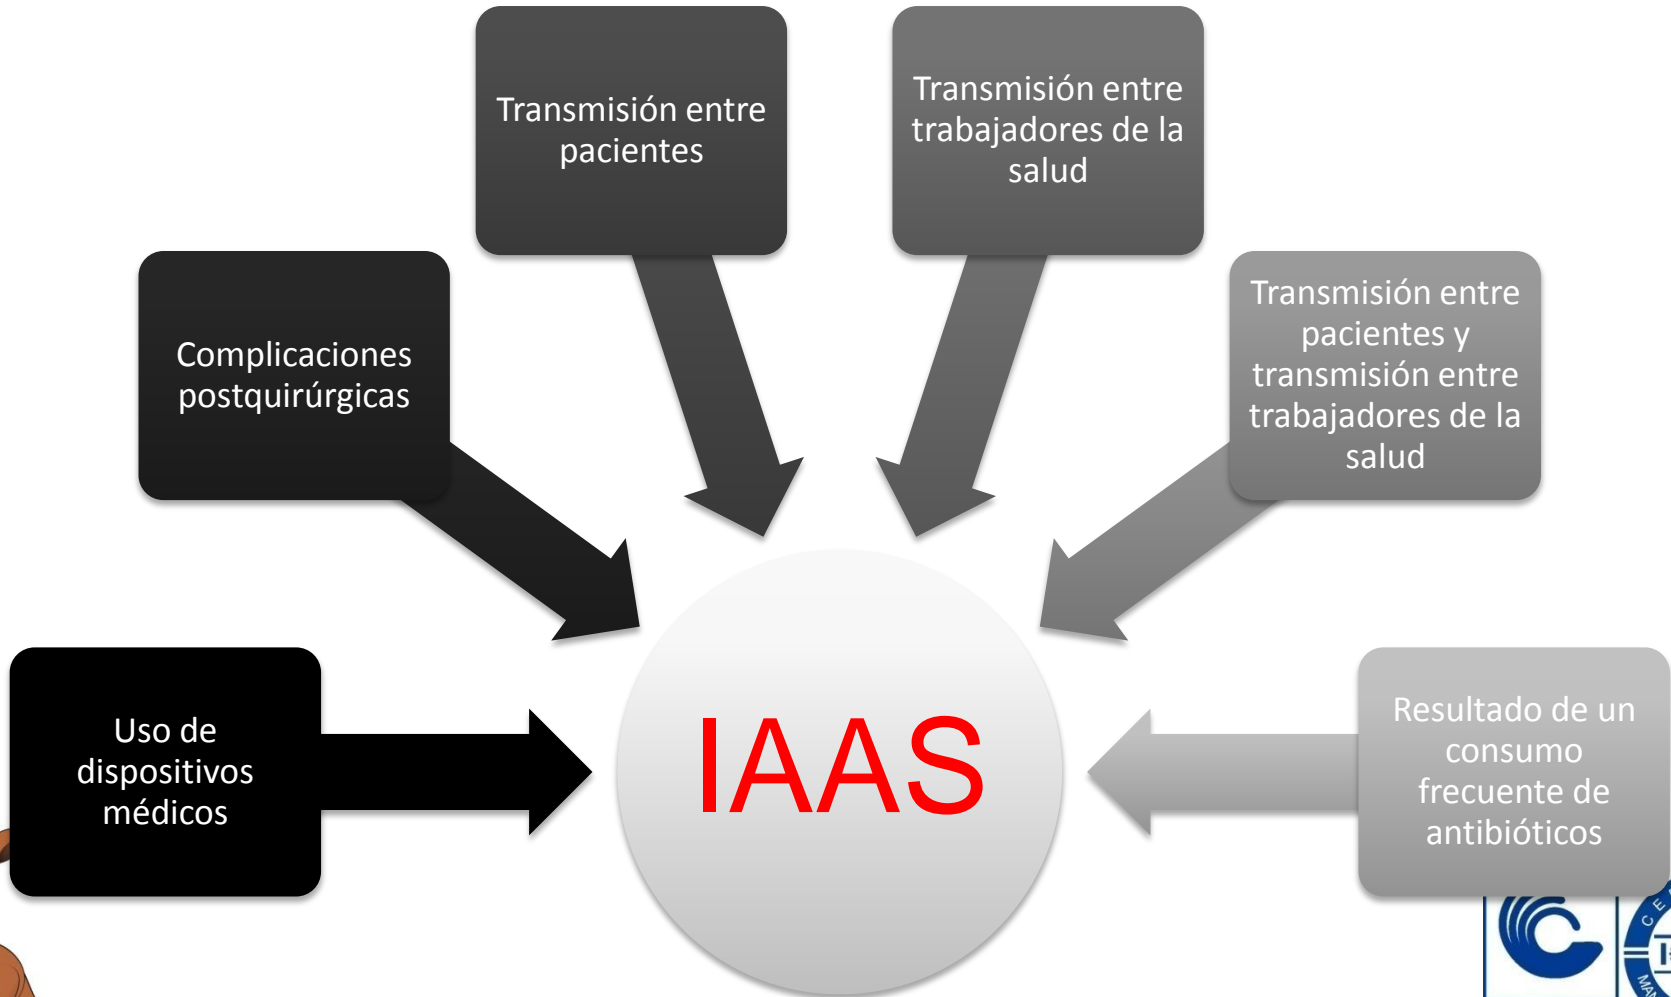 Transmisión entre
pacientes
Transmisión entre
trabajadores de la
salud
Complicaciones
postquirúrgicas
Transmisión entre
pacientes y
transmisión entre
trabajadores de la
salud
Uso de
dispositivos
médicos
IAAS
Resultado de un
consumo
frecuente de
antibióticos